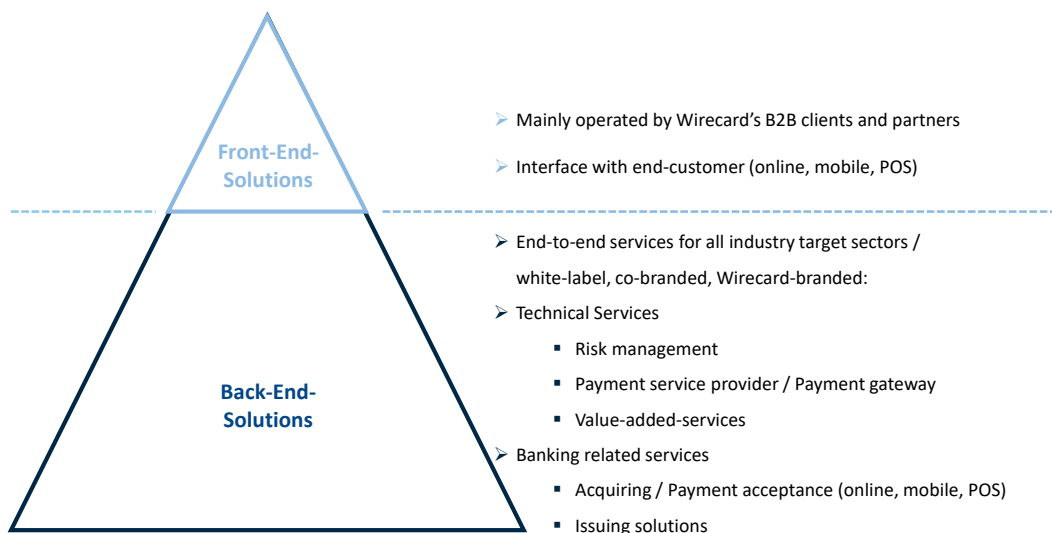 Front-End-
Solutions
➢ Mainly operated by Wirecard's B2B clients and partners
➢ Interface with end-customer (online, mobile, POS)
Back-End-
Solutions
➢ End-to-end services for all industry target sectors /
white-label, co-branded, Wirecard-branded:
➢ Technical Services
▪ Risk management
▪ Payment service provider / Payment gateway
▪ Value-added-services
➢ Banking related services
▪ Acquiring / Payment acceptance (online, mobile, POS)
▪ Issuing solutions